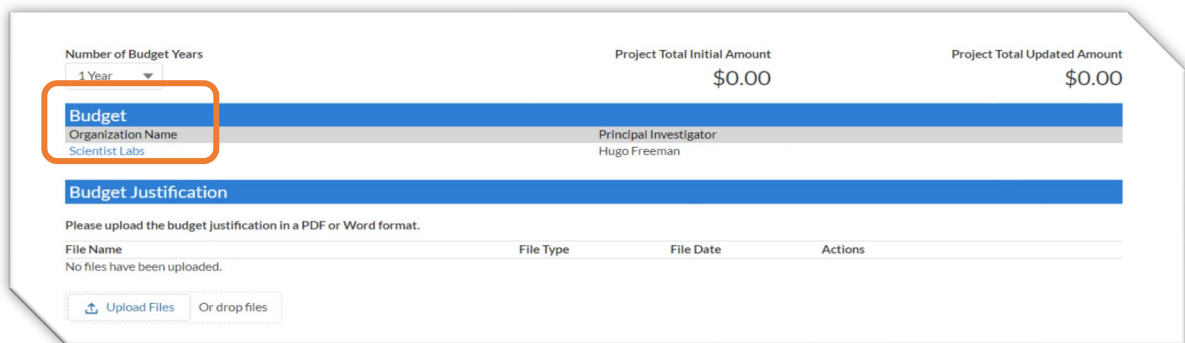 Number of Budget Years Project Total Initial Amount Project Total Updated Amount
1 Year $0.00 $0.00
Budget
Organization Name Principal Investigator
Scientist Labs Hugo Freeman
Budget Justification
Please upload the budget justification in a PDF or Word format.
File Name File Type File Date Actions
No files have been uploaded.
Upload Files Or drop files